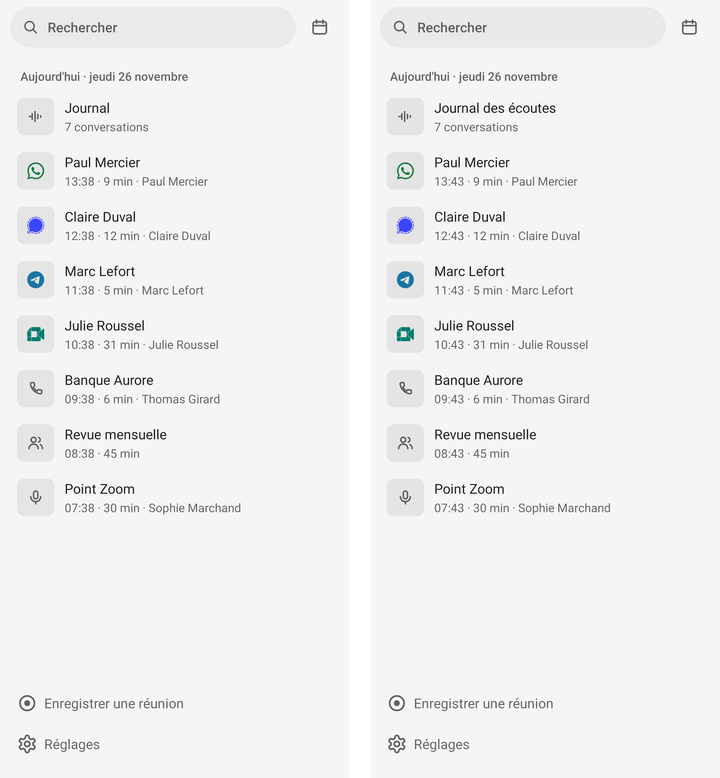 Rechercher
Aujourd'hui · jeudi 26 novembre
Journal
7 conversations
Paul Mercier
13:38 · 9 min · Paul Mercier
Claire Duval
12:38 · 12 min · Claire Duval
Marc Lefort
11:38 · 5 min · Marc Lefort
Julie Roussel
10:38 · 31 min · Julie Roussel
Banque Aurore
09:38 · 6 min · Thomas Girard
Revue mensuelle
08:38 · 45 min
Point Zoom
07:38 · 30 min · Sophie Marchand
Enregistrer une réunion
Réglages
Rechercher
Aujourd'hui · jeudi 26 novembre
Journal des écoutes
7 conversations
Paul Mercier
13:43 · 9 min · Paul Mercier
Claire Duval
12:43 · 12 min · Claire Duval
Marc Lefort
11:43 · 5 min · Marc Lefort
Julie Roussel
10:43 · 31 min · Julie Roussel
Banque Aurore
09:43 · 6 min · Thomas Girard
Revue mensuelle
08:43 · 45 min
Point Zoom
07:43 · 30 min · Sophie Marchand
Enregistrer une réunion
Réglages